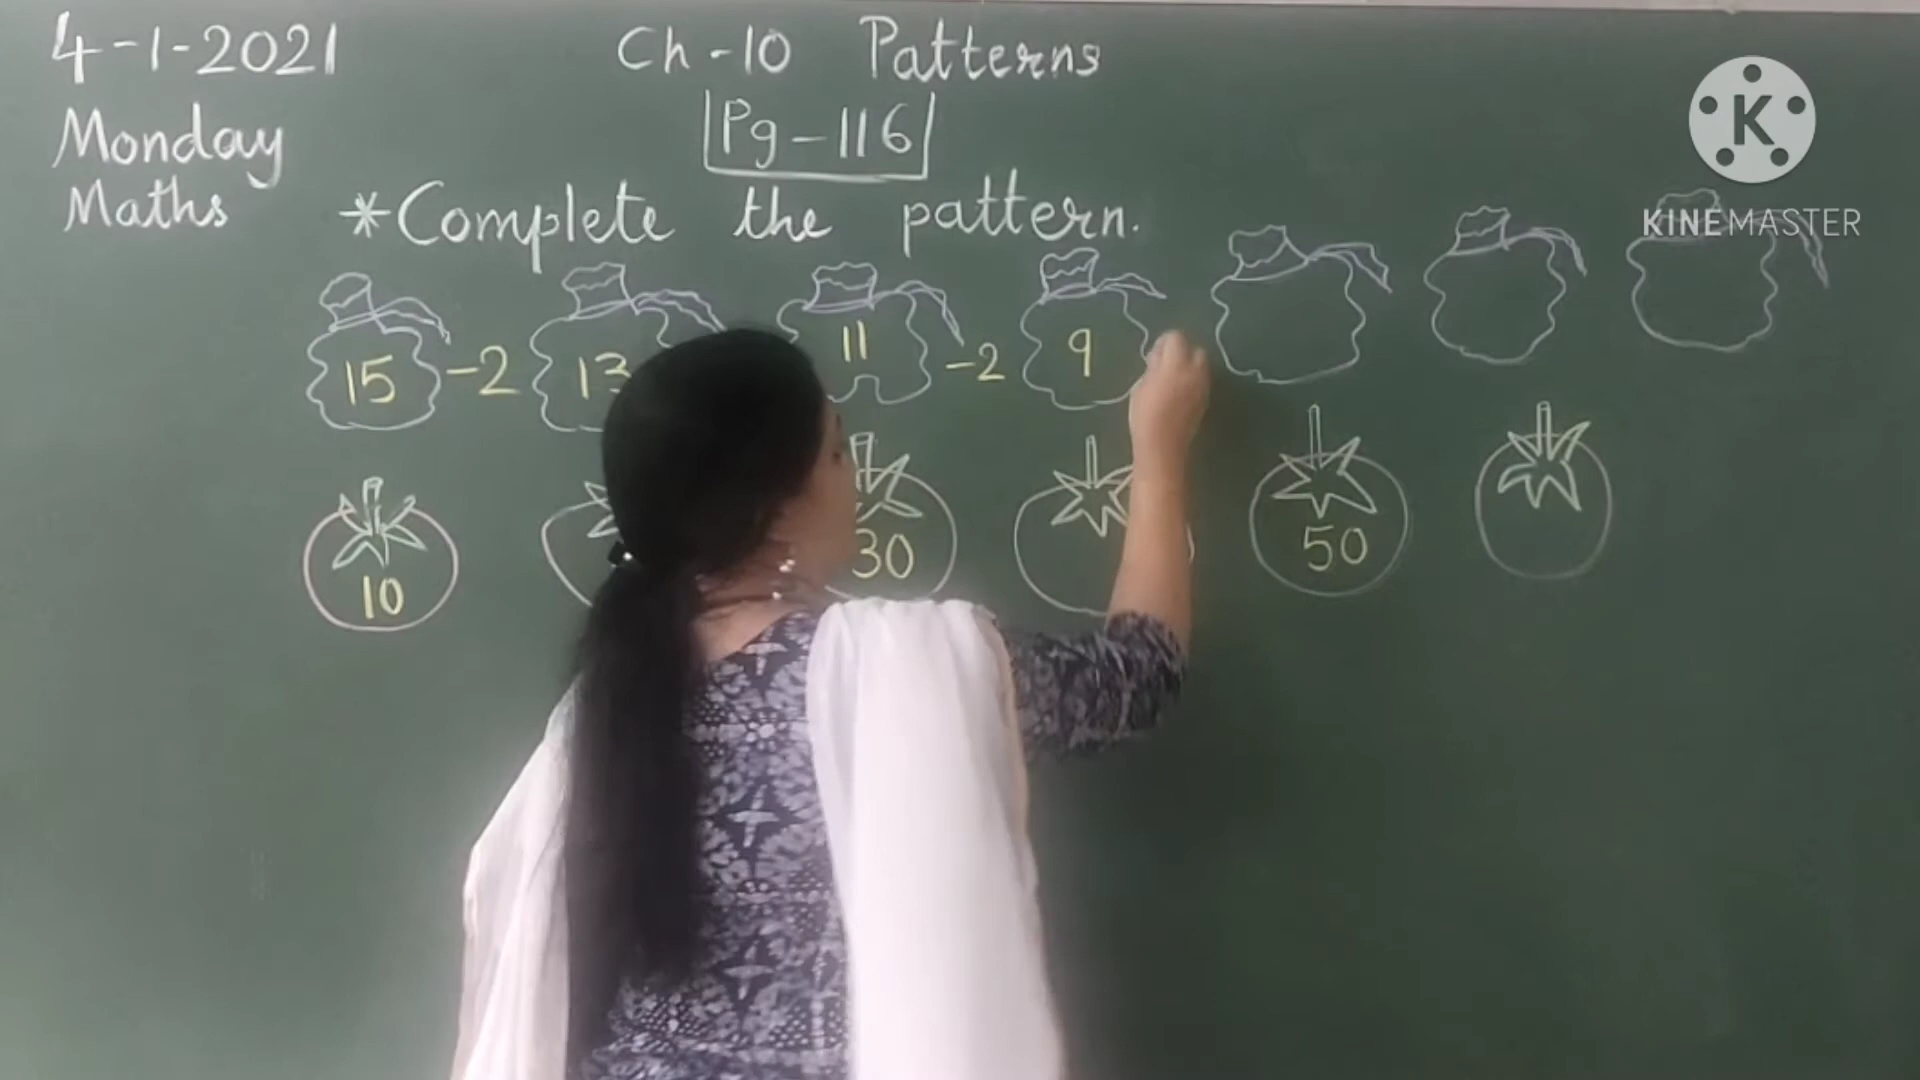 4-1-2021 Ch-10 Patterns
Monday Pg-116
Maths *Complete the pattern.
15 -2 13 11 -2 9
10 30 50
K
KINEMASTER